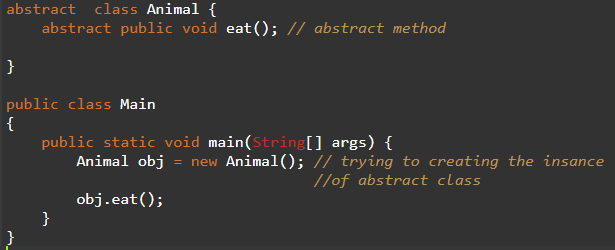 abstract  class Animal {
    abstract public void eat(); // abstract method
}
public class Main
{
    public static void main(String[] args) {
        Animal obj = new Animal(); // trying to creating the insance
                                   //of abstract class
        obj.eat();
    }
}